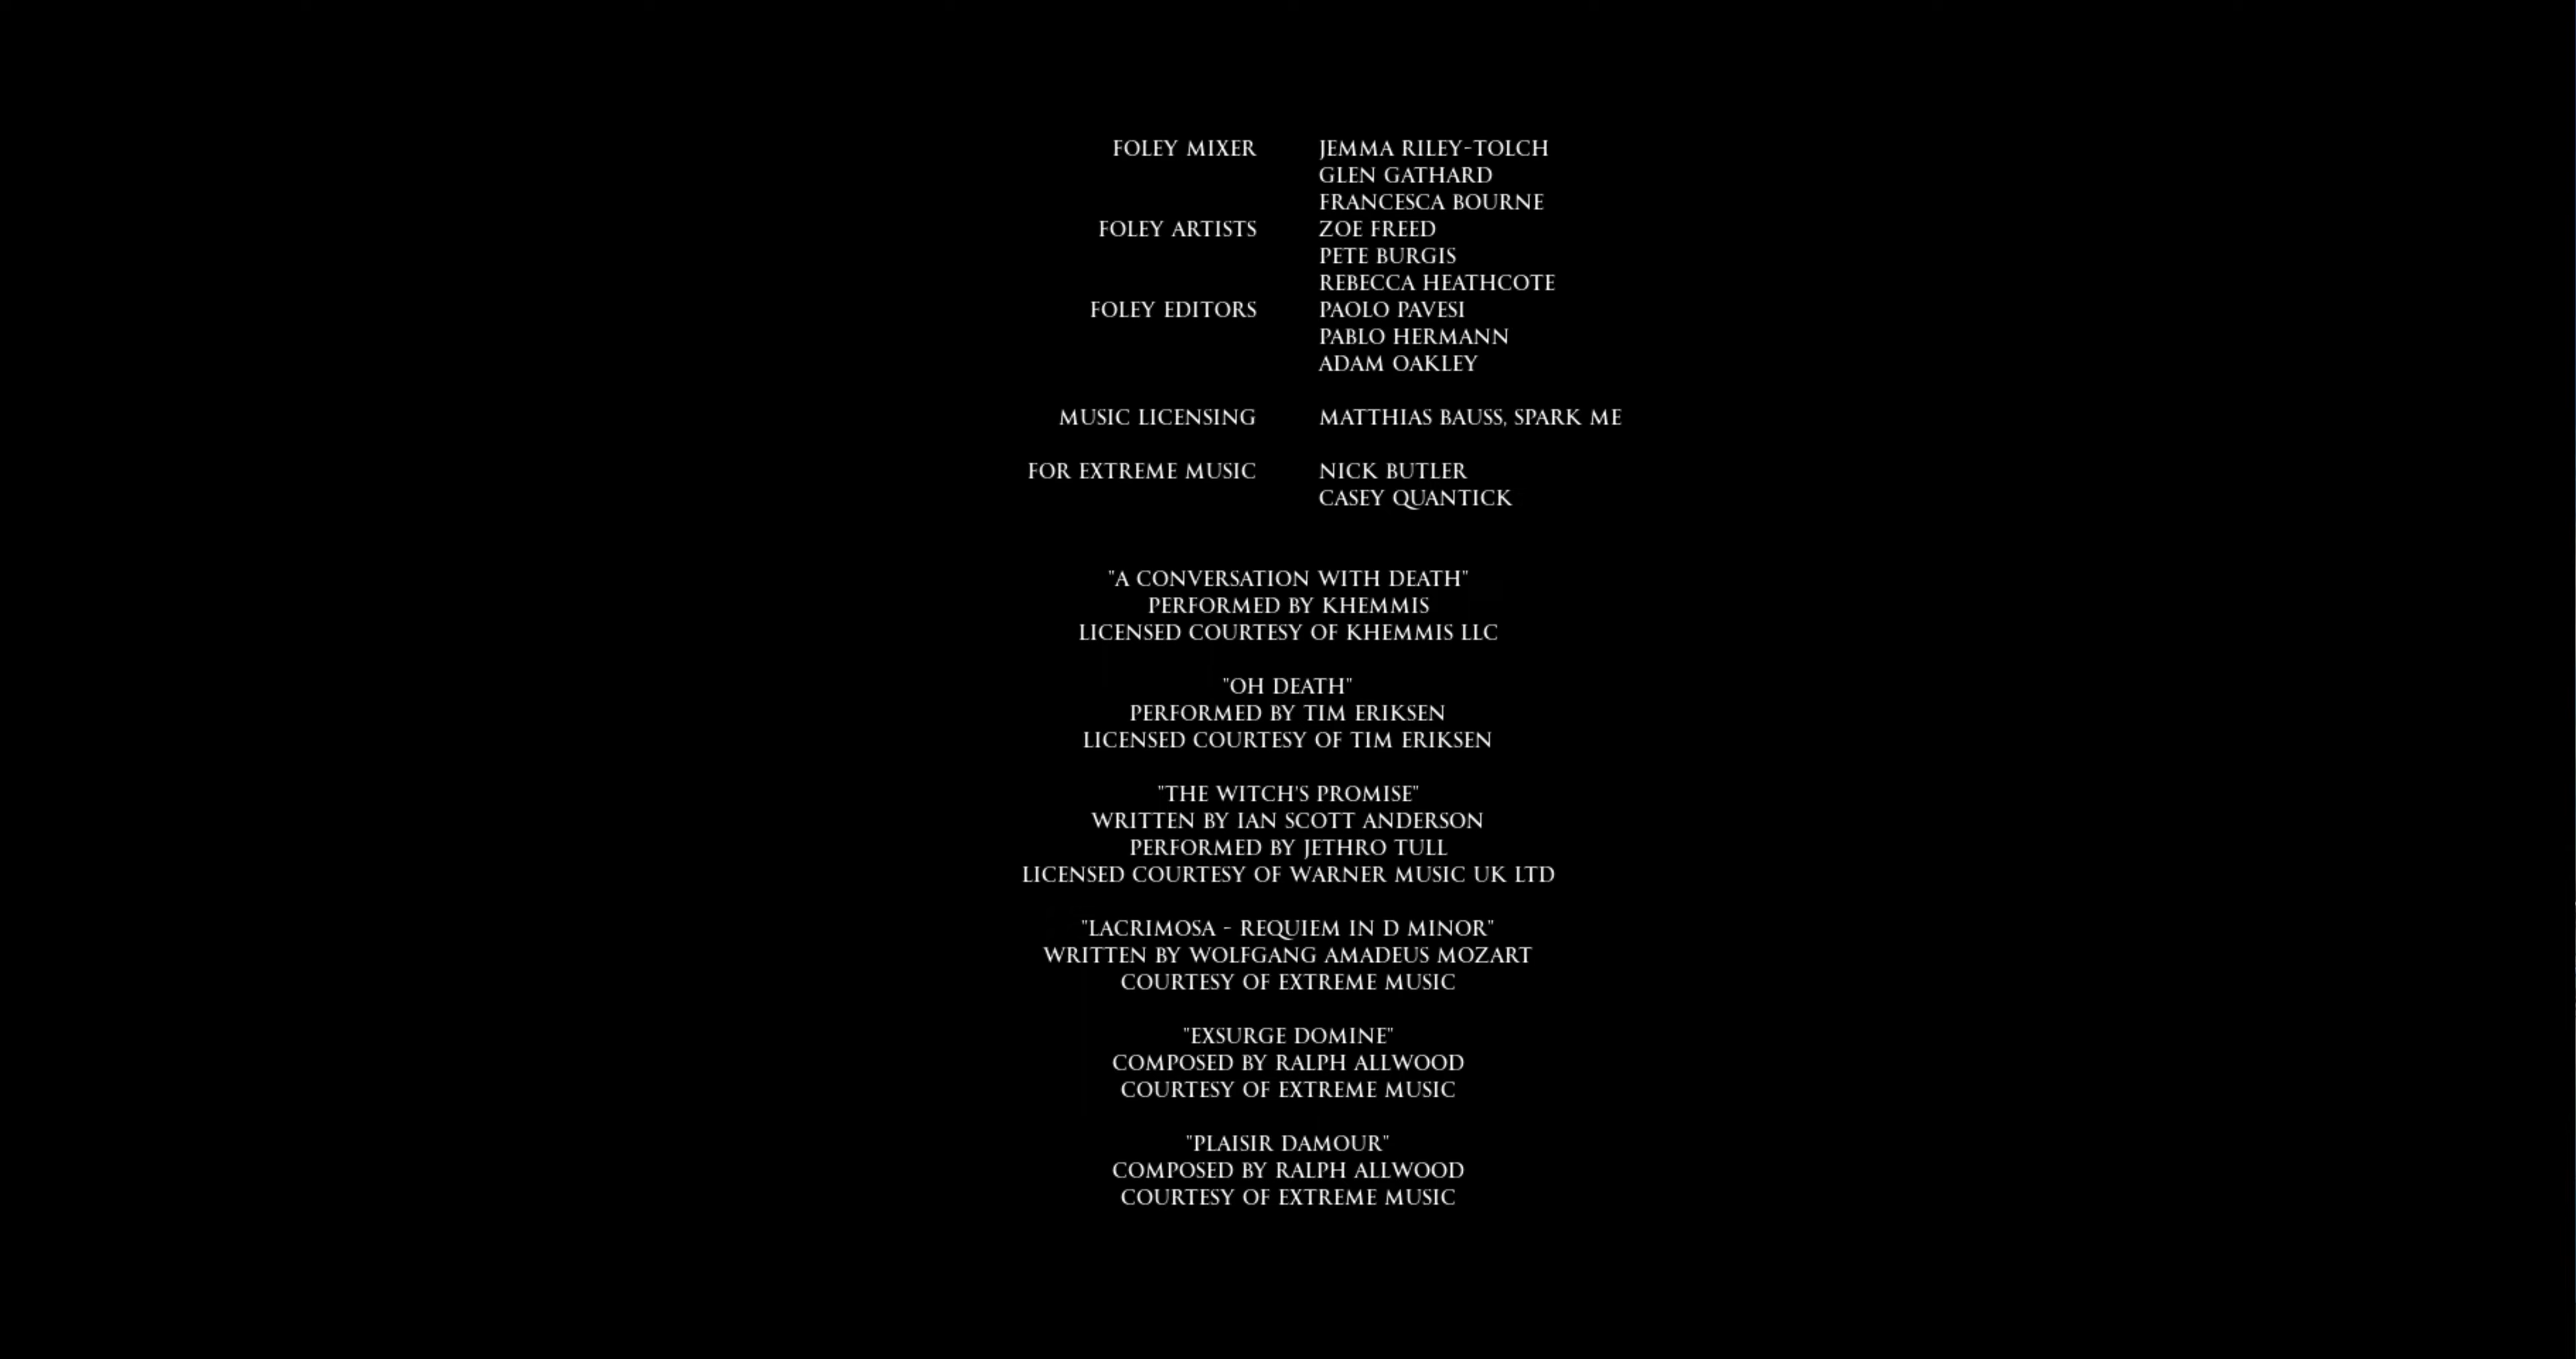 FOLEY MIXER JEMMA RILEY-TOLCH
GLEN GATHARD
FRANCESCA BOURNE
FOLEY ARTISTS ZOE FREED
PETE BURGIS
REBECCA HEATHCOTE
FOLEY EDITORS PAOLO PAVESI
PABLO HERMANN
ADAM OAKLEY
MUSIC LICENSING MATTHIAS BAUSS, SPARK ME
FOR EXTREME MUSIC NICK BUTLER
CASEY QUANTICK
"A CONVERSATION WITH DEATH"
PERFORMED BY KHEMMIS
LICENSED COURTESY OF KHEMMIS LLC
"OH DEATH"
PERFORMED BY TIM ERIKSEN
LICENSED COURTESY OF TIM ERIKSEN
"THE WITCH'S PROMISE"
WRITTEN BY IAN SCOTT ANDERSON
PERFORMED BY JETHRO TULL
LICENSED COURTESY OF WARNER MUSIC UK LTD
"LACRIMOSA - REQUIEM IN D MINOR"
WRITTEN BY WOLFGANG AMADEUS MOZART
COURTESY OF EXTREME MUSIC
"EXSURGE DOMINE"
COMPOSED BY RALPH ALLWOOD
COURTESY OF EXTREME MUSIC
"PLAISIR DAMOUR"
COMPOSED BY RALPH ALLWOOD
COURTESY OF EXTREME MUSIC